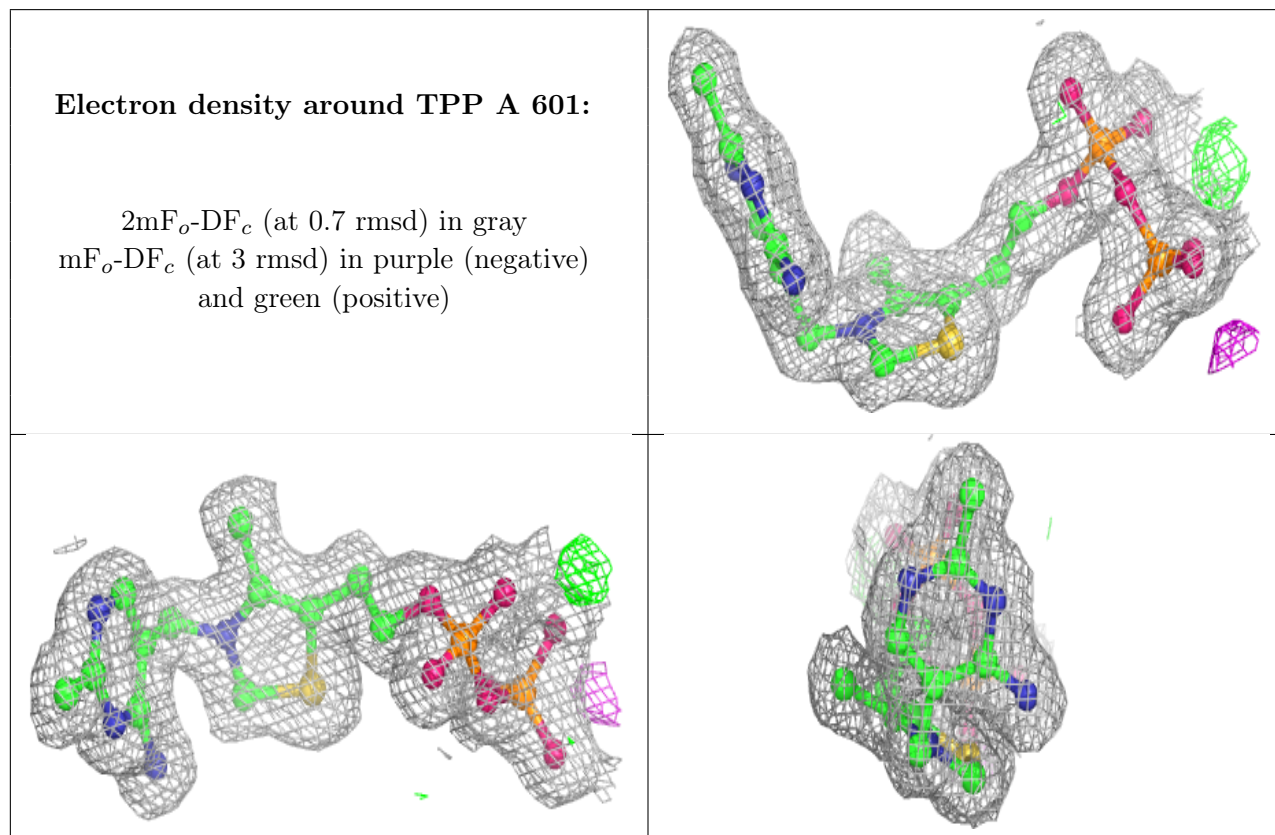 Electron density around TPP A 601:
2mFo-DFc (at 0.7 rmsd) in gray
mFo-DFc (at 3 rmsd) in purple (negative)
and green (positive)